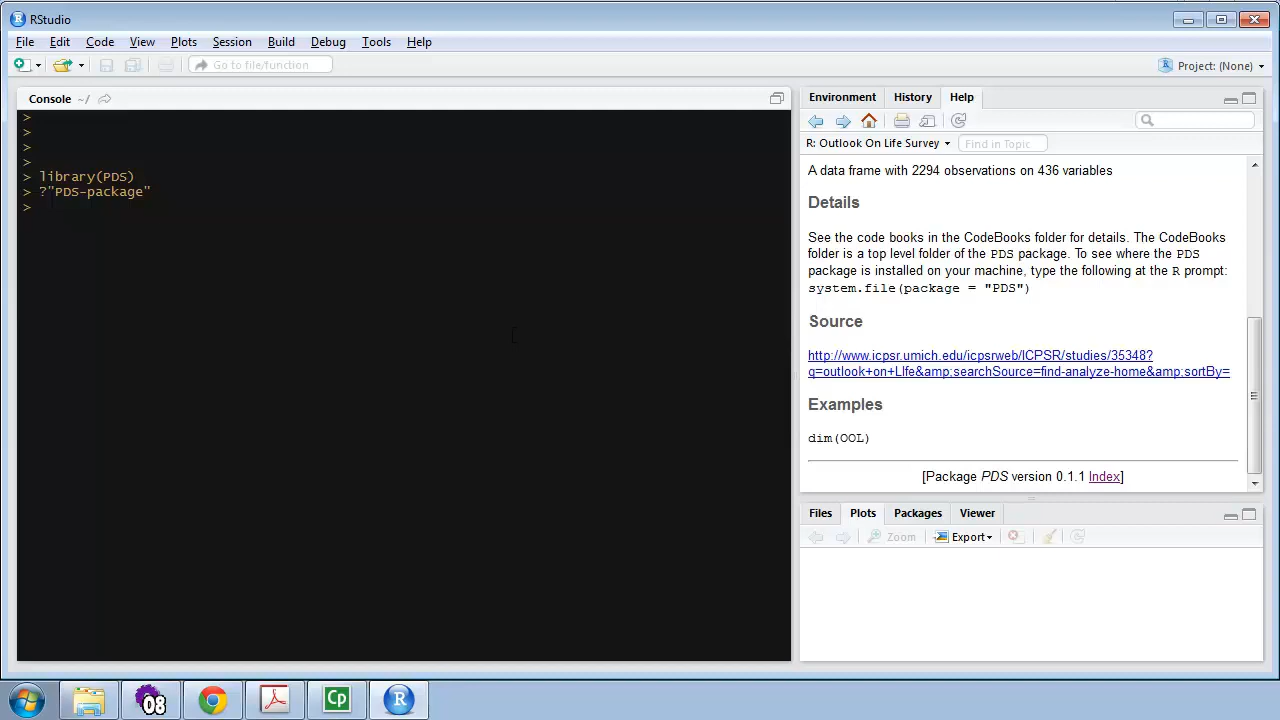 RStudio
File Edit Code View Plots Session Build Debug Tools Help
Go to file/function
Project: (None)
Console ~/
>
>
>
>
> library(PDS)
> ?"PDS-package"
>
Environment History Help
R: Outlook On Life Survey Find in Topic
A data frame with 2294 observations on 436 variables
Details
See the code books in the CodeBooks folder for details. The CodeBooks
folder is a top level folder of the PDS package. To see where the PDS
package is installed on your machine, type the following at the R prompt:
system.file(package = "PDS")
Source
http://www.icpsr.umich.edu/icpsrweb/ICPSR/studies/35348?
q=outlook+on+LIfe&amp;searchSource=find-analyze-home&amp;sortBy=
Examples
dim(OOL)
[Package PDS version 0.1.1 Index]
Files Plots Packages Viewer
Zoom Export
08
Cp
R